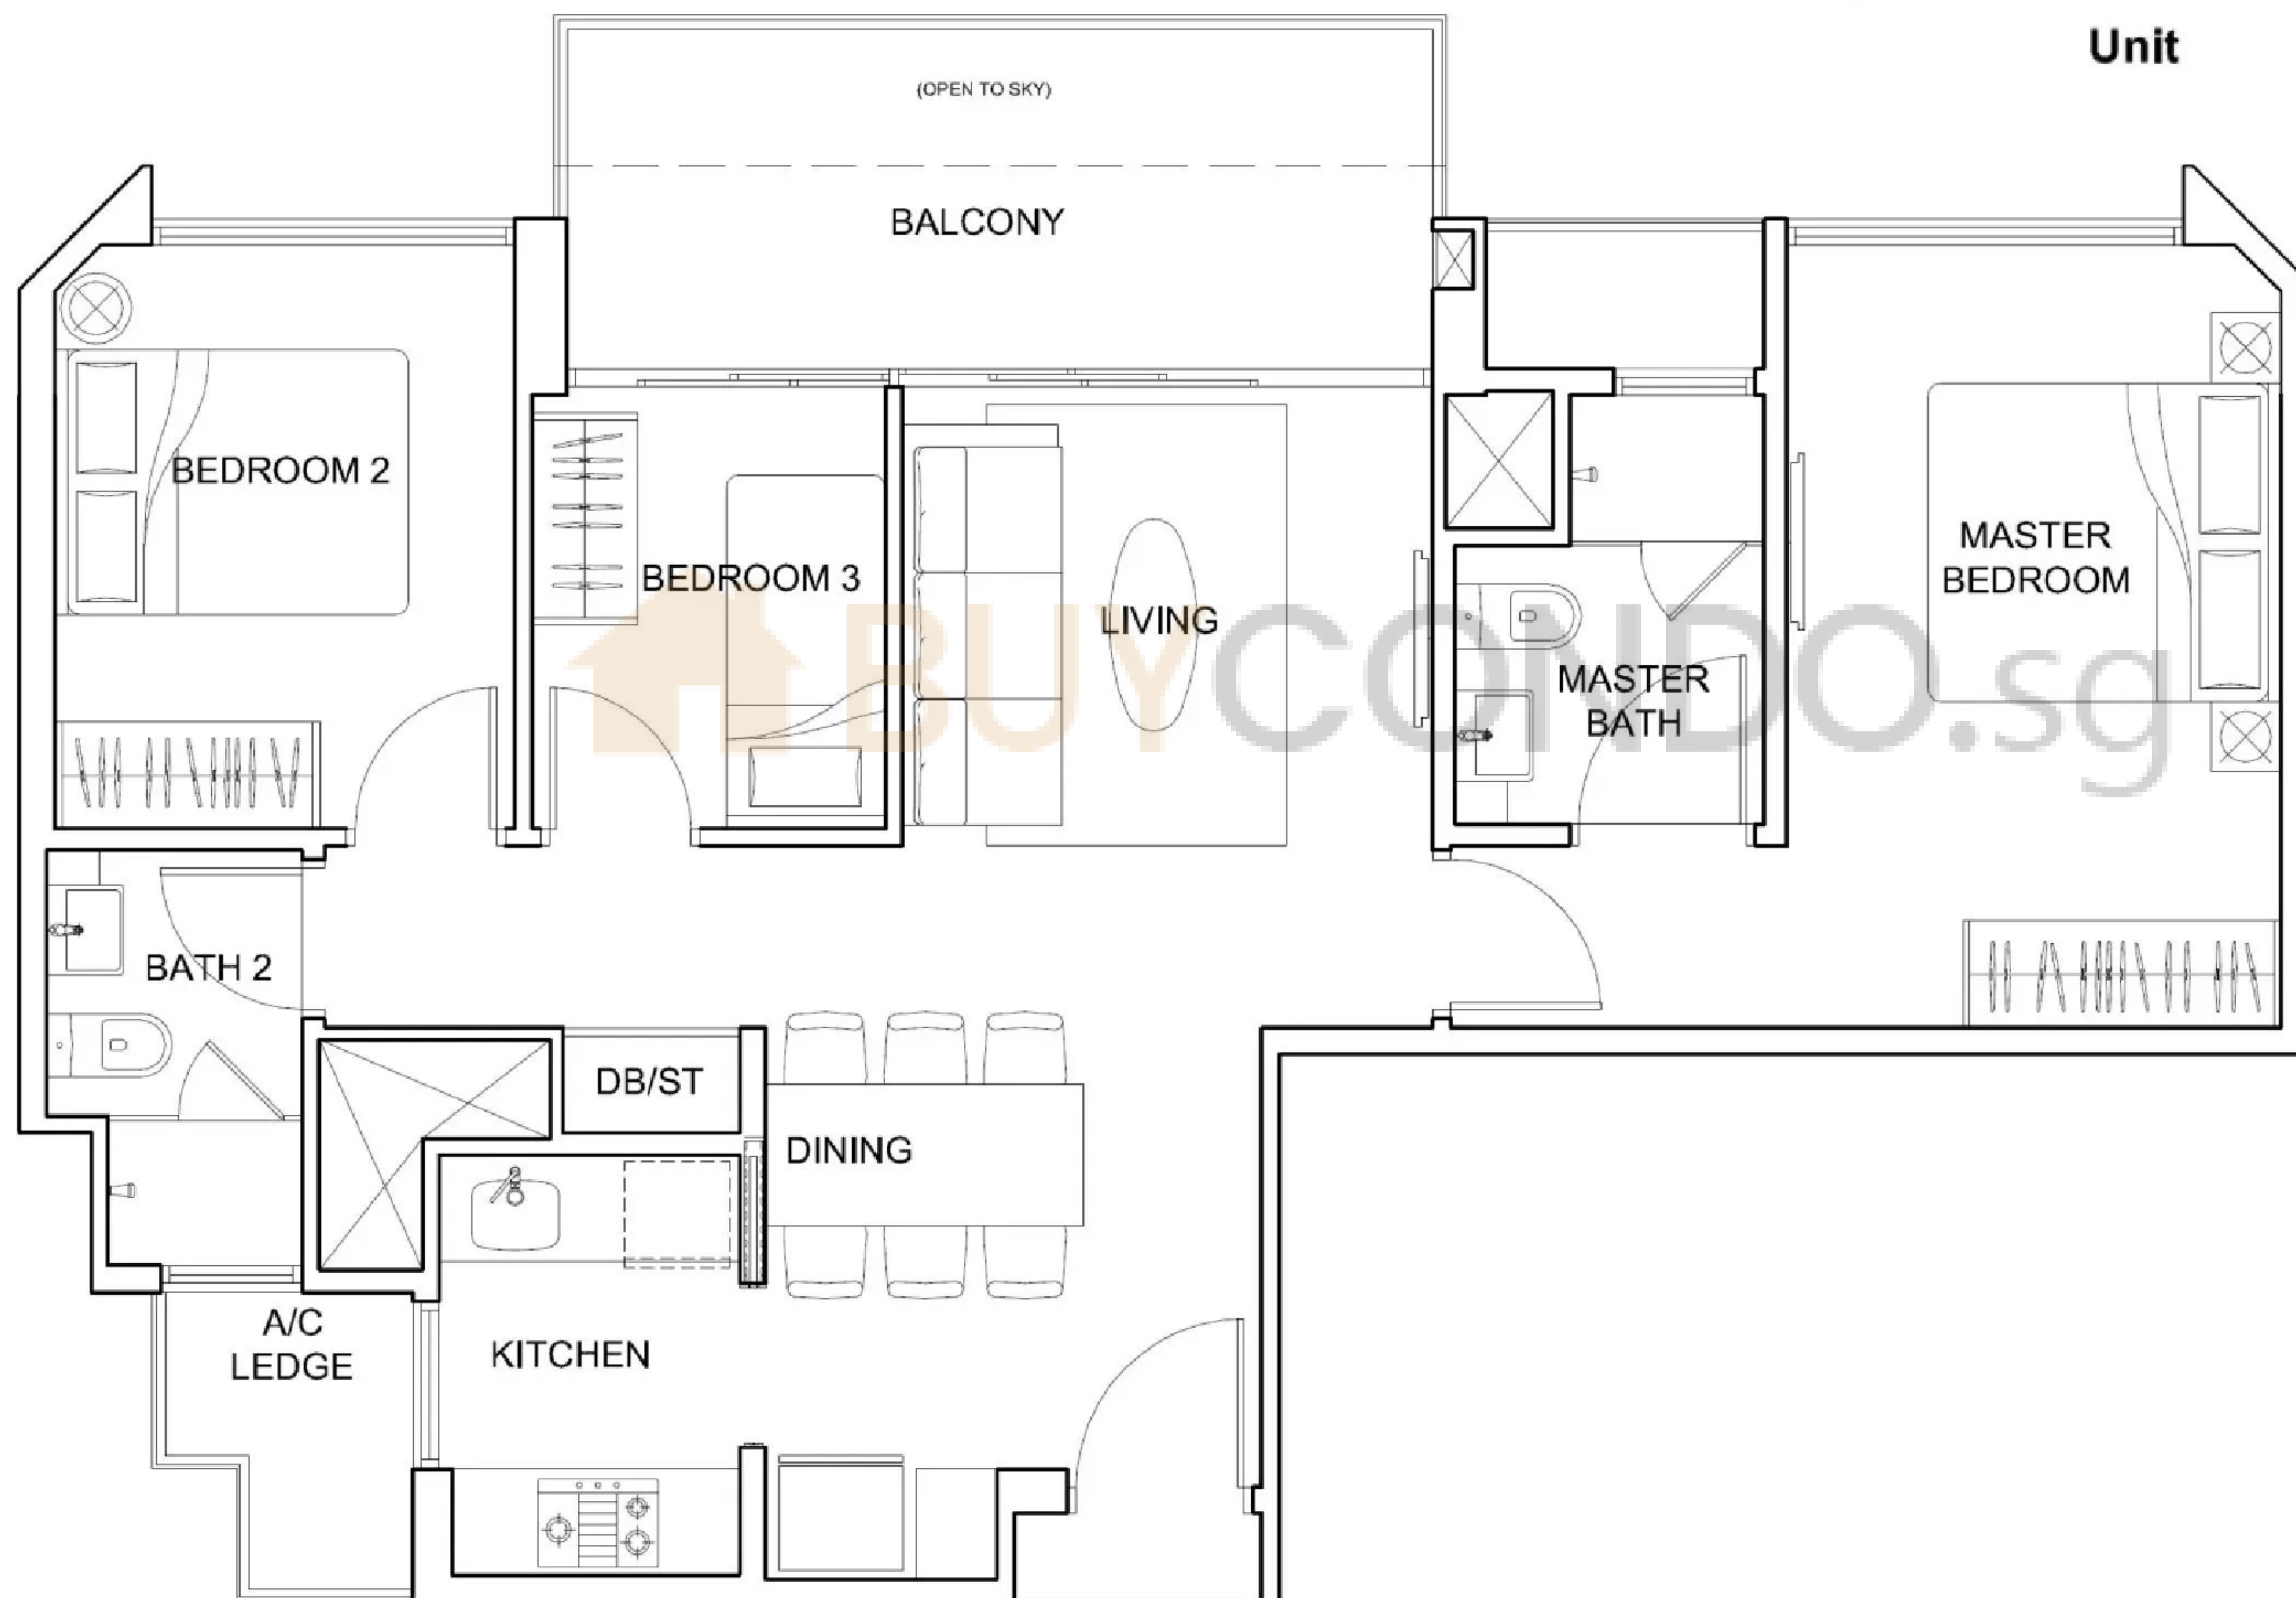 Unit
(OPEN TO SKY)
BALCONY
BEDROOM 2
BEDROOM 3
LIVING
MASTER
BEDROOM
MASTER
BATH
BUYCONDO.sg
BATH 2
DB/ST
DINING
A/C
LEDGE
KITCHEN